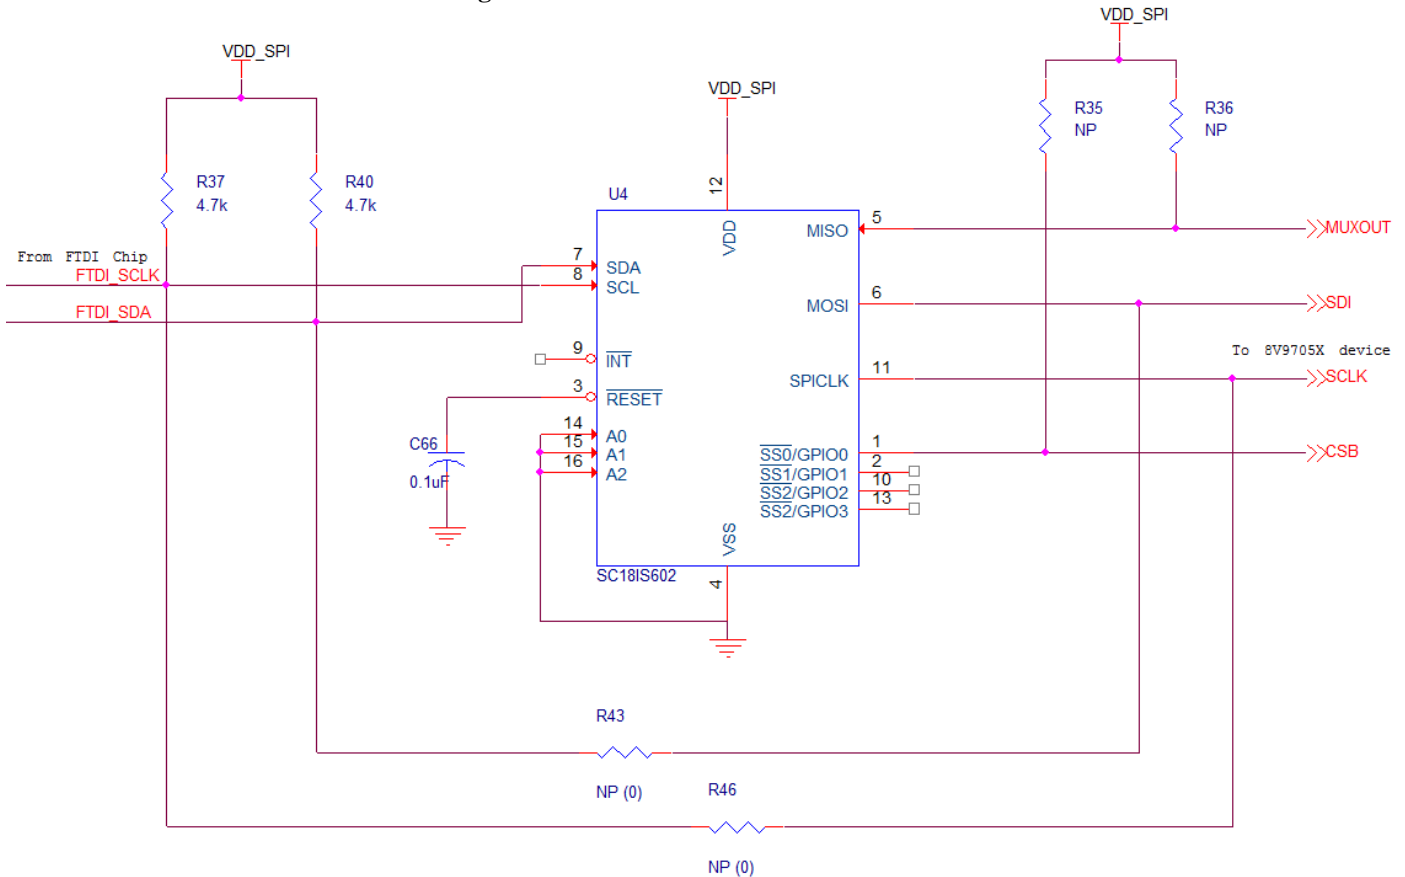 VDD_SPI
VDD_SPI
VDD_SPI
R35
NP
R36
NP
R37
4.7k
R40
4.7k
U4
12
VDD
MISO
5
MUXOUT
From FTDI Chip
FTDI_SCLK
FTDI_SDA
7
SDA
8
SCL
MOSI
6
SDI
9
INT
To 8V9705X device
SPICLK
11
SCLK
3
RESET
14
A0
15
A1
16
A2
C66
0.1uF
SS0/GPIO0
1
CSB
SS1/GPIO1
2
SS2/GPIO2
10
SS2/GPIO3
13
VSS
4
SC18IS602
R43
NP (0)
R46
NP (0)